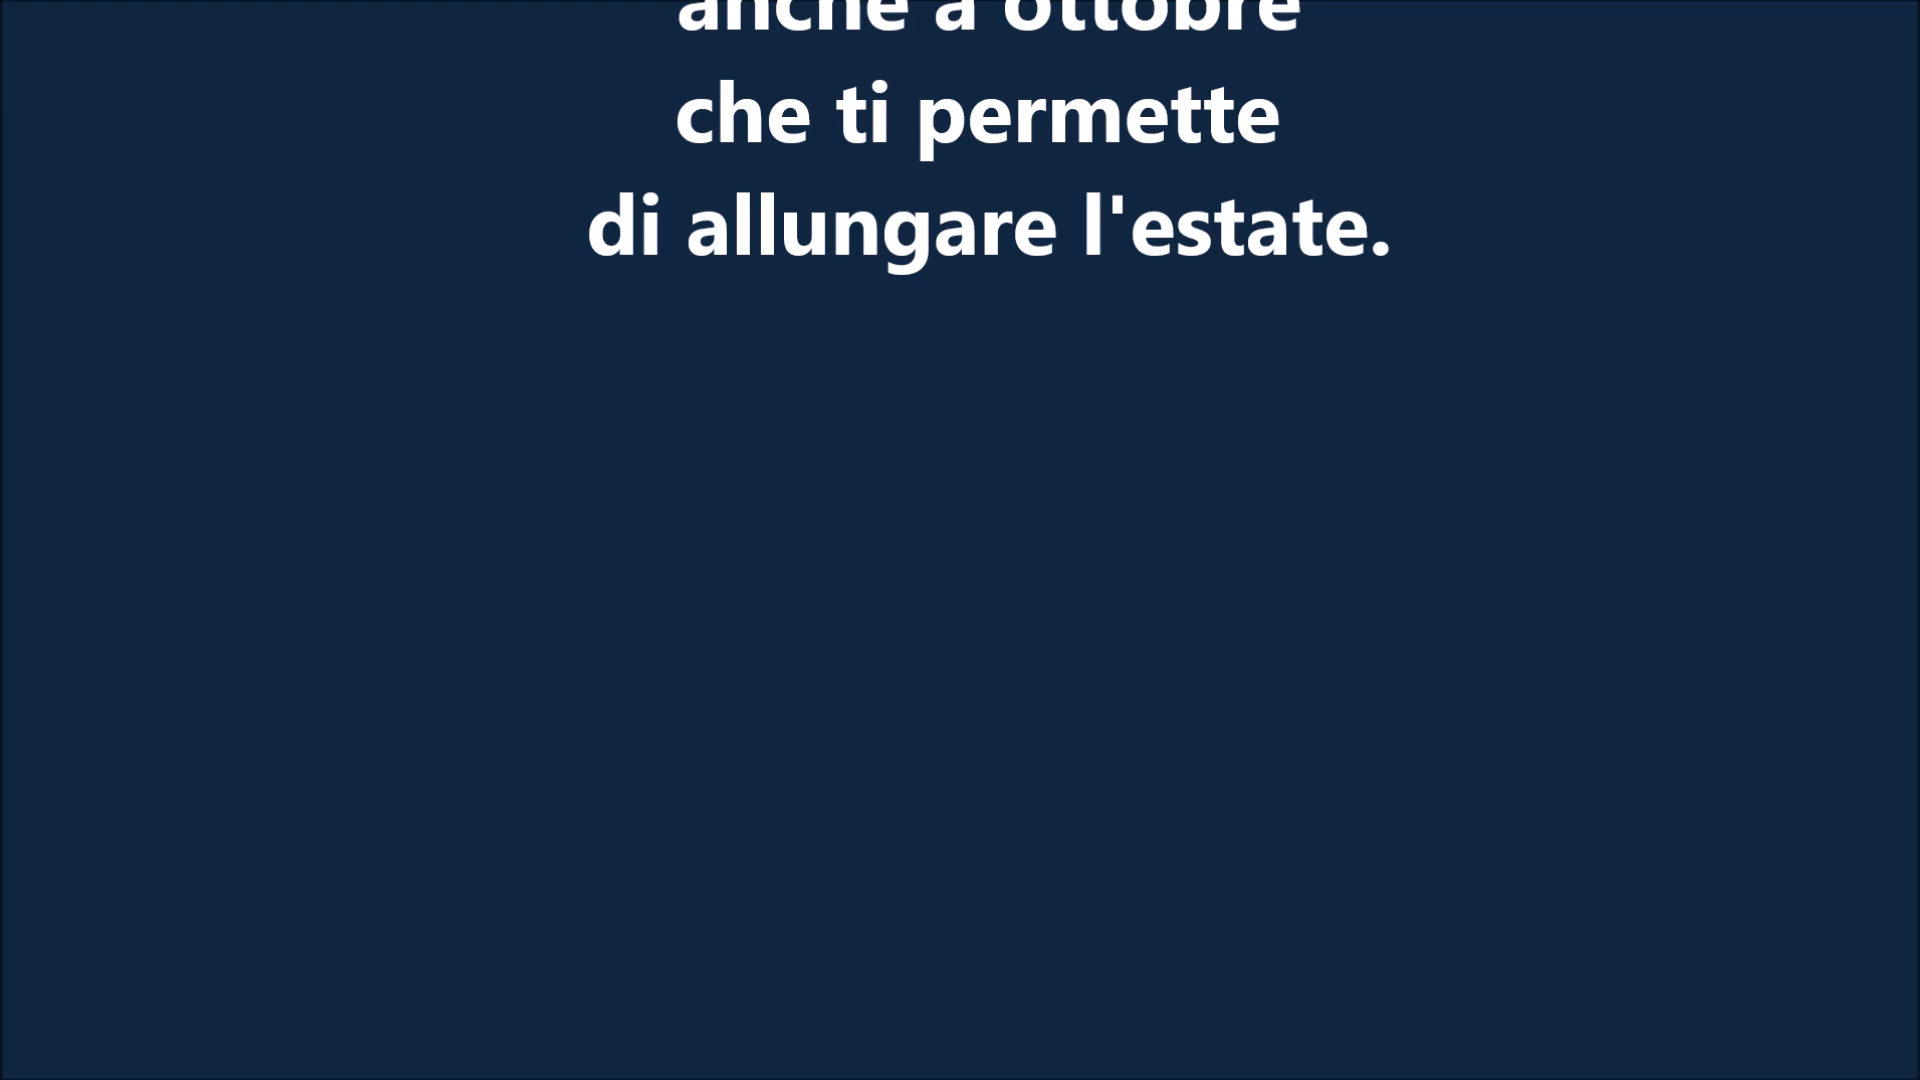 anche a ottobre
che ti permette
di allungare l'estate.